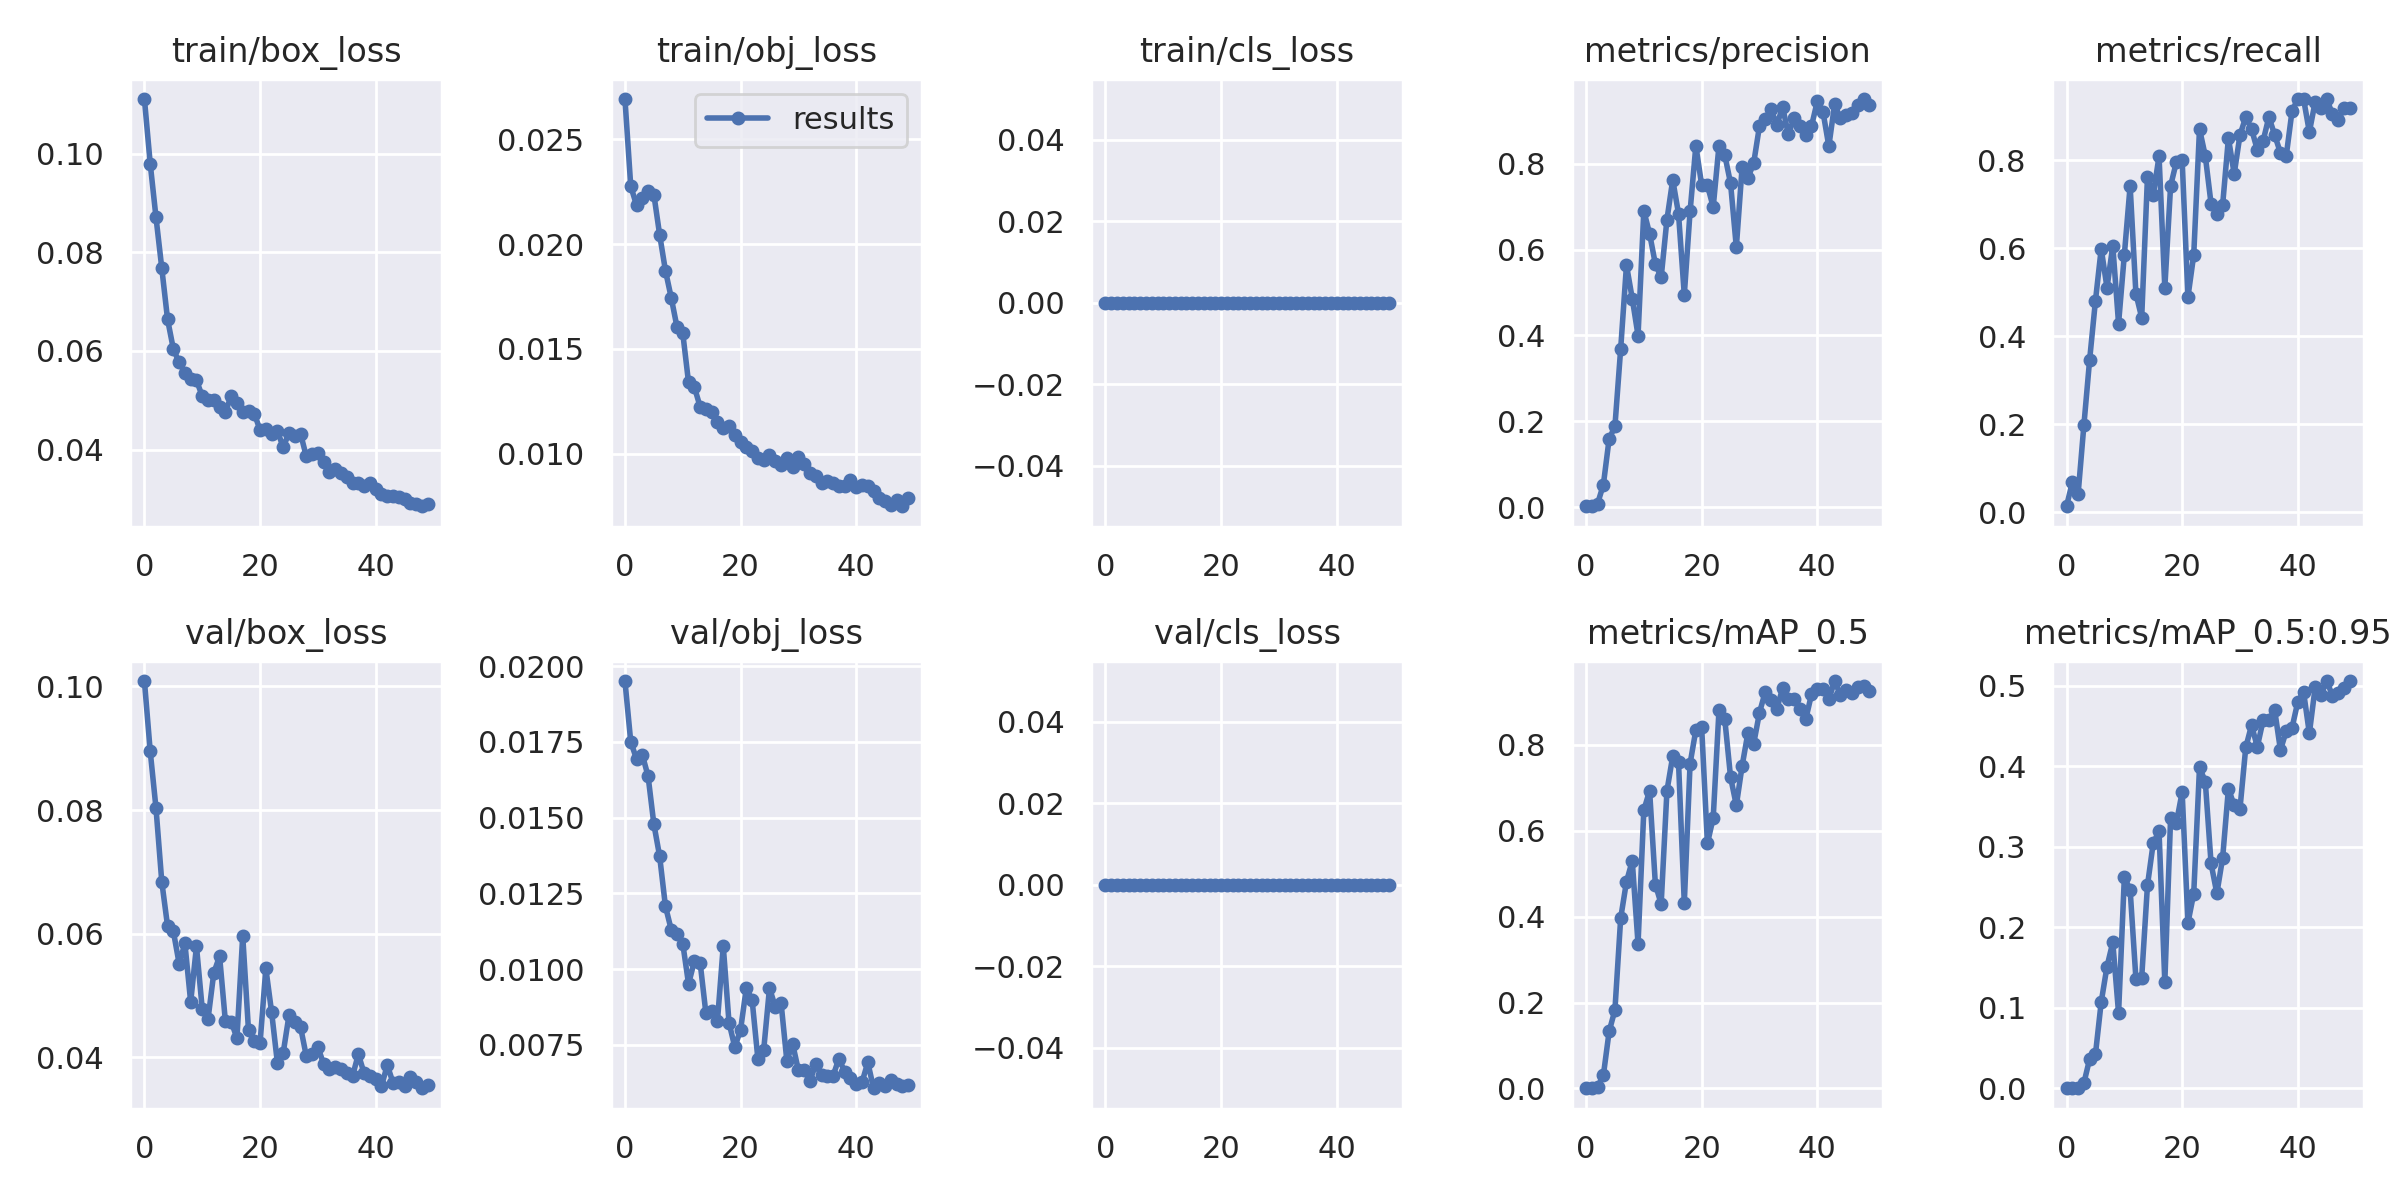 train/box_loss
0.10
0.08
0.06
0.04
0 20 40
train/obj_loss
results
0.025
0.020
0.015
0.010
0 20 40
train/cls_loss
0.04
0.02
0.00
−0.02
−0.04
0 20 40
metrics/precision
0.8
0.6
0.4
0.2
0.0
0 20 40
metrics/recall
0.8
0.6
0.4
0.2
0.0
0 20 40
val/box_loss
0.10
0.08
0.06
0.04
0 20 40
val/obj_loss
0.0200
0.0175
0.0150
0.0125
0.0100
0.0075
0 20 40
val/cls_loss
0.04
0.02
0.00
−0.02
−0.04
0 20 40
metrics/mAP_0.5
0.8
0.6
0.4
0.2
0.0
0 20 40
metrics/mAP_0.5:0.95
0.5
0.4
0.3
0.2
0.1
0.0
0 20 40